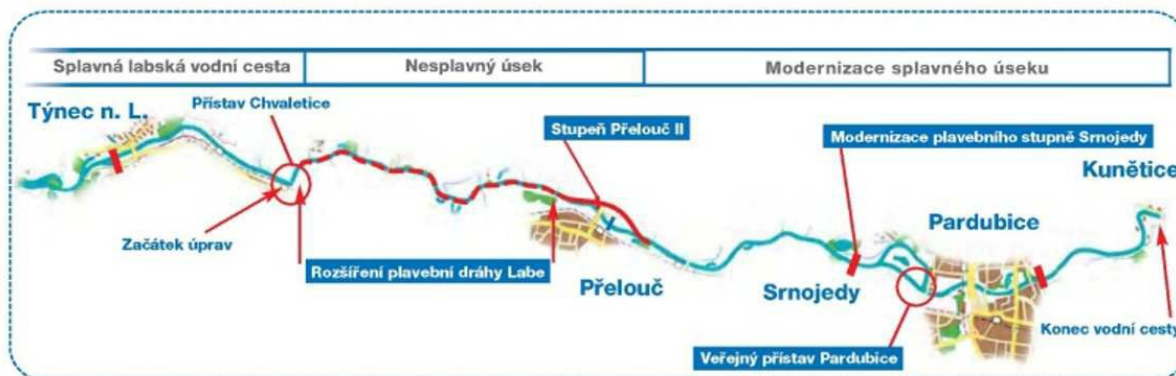 Splavná labská vodní cesta
Nesplavný úsek
Modernizace splavného úseku
Týnec n. L.
Přístav Chvaletice
Stupeň Přelouč II
Modernizace plavebního stupně Srnojedy
Kunětice
Začátek úprav
Rozšíření plavební dráhy Labe
Přelouč
Srnojedy
Pardubice
Konec vodní cesty
Veřejný přístav Pardubice